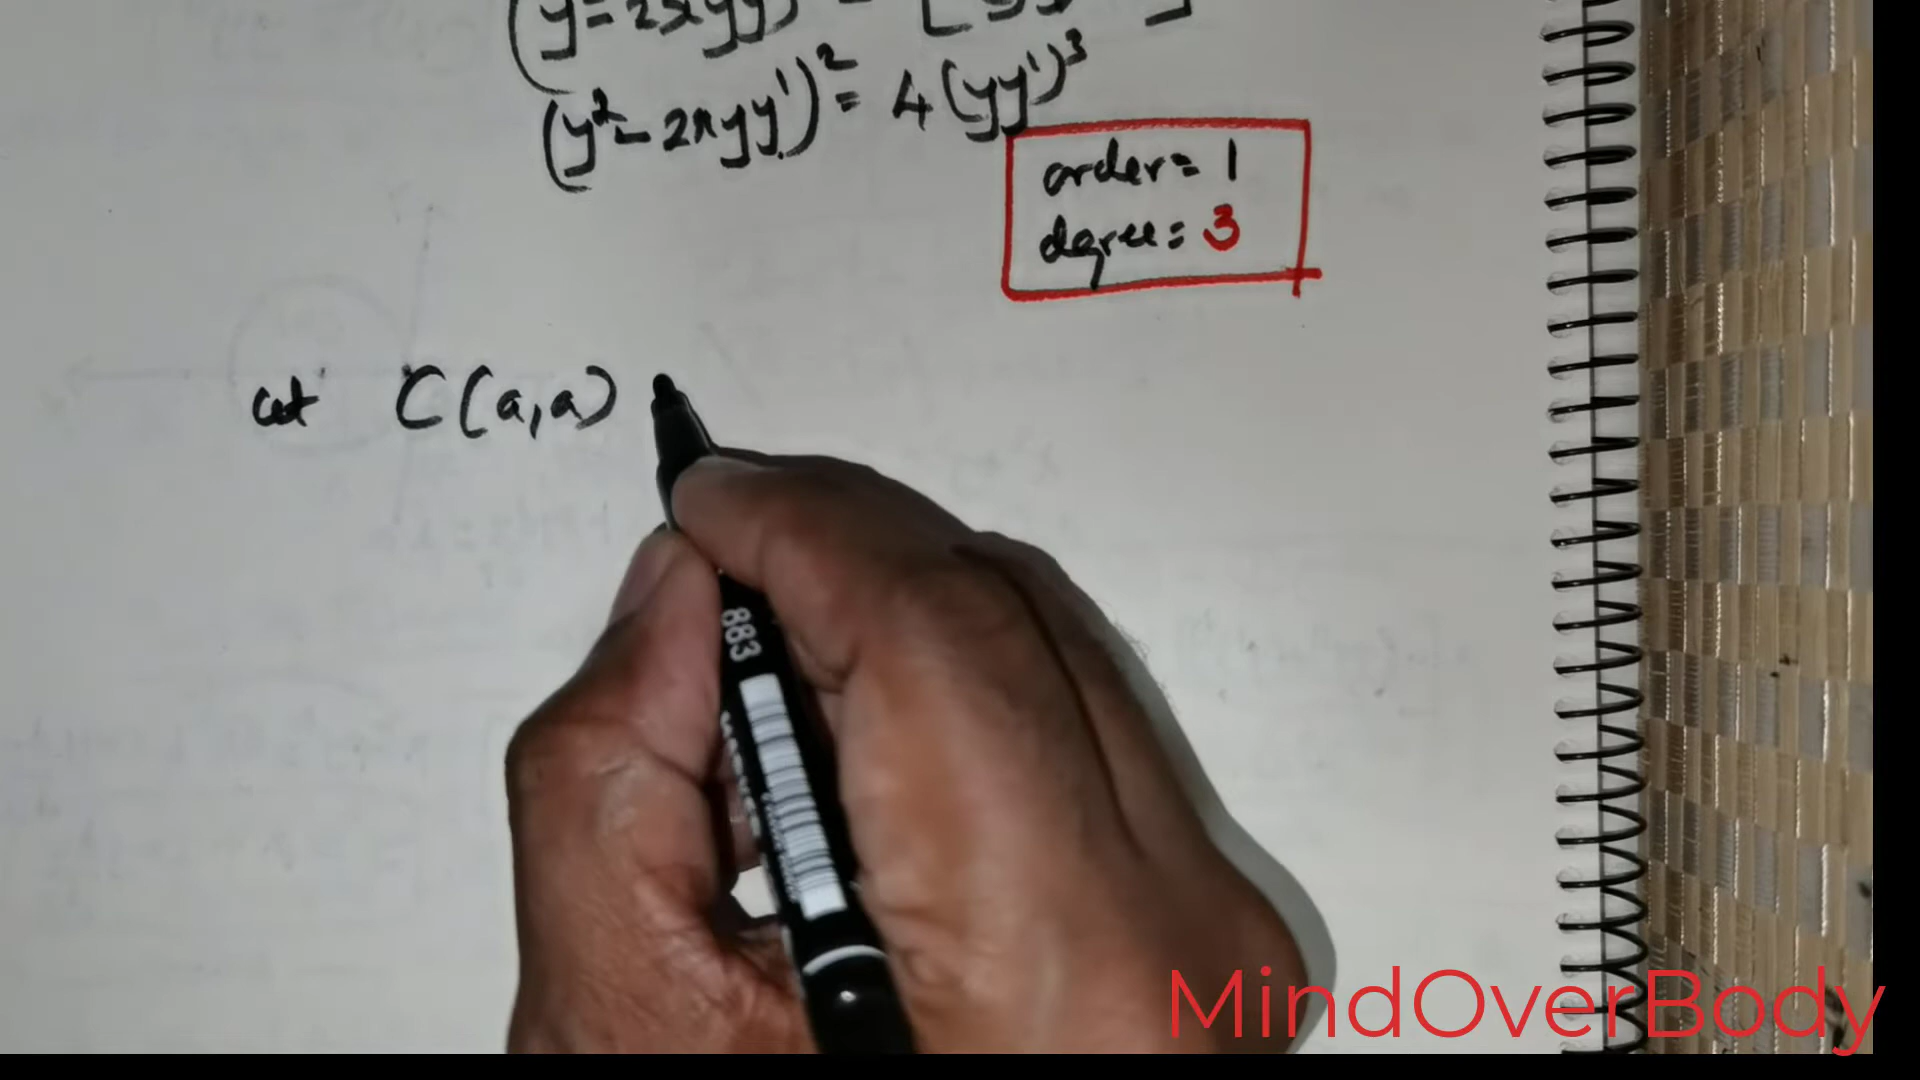 (y² - 2xyy')² = 4(yy')³
order = 1
degree = 3
Let C(a,a)
883
MindOverBody